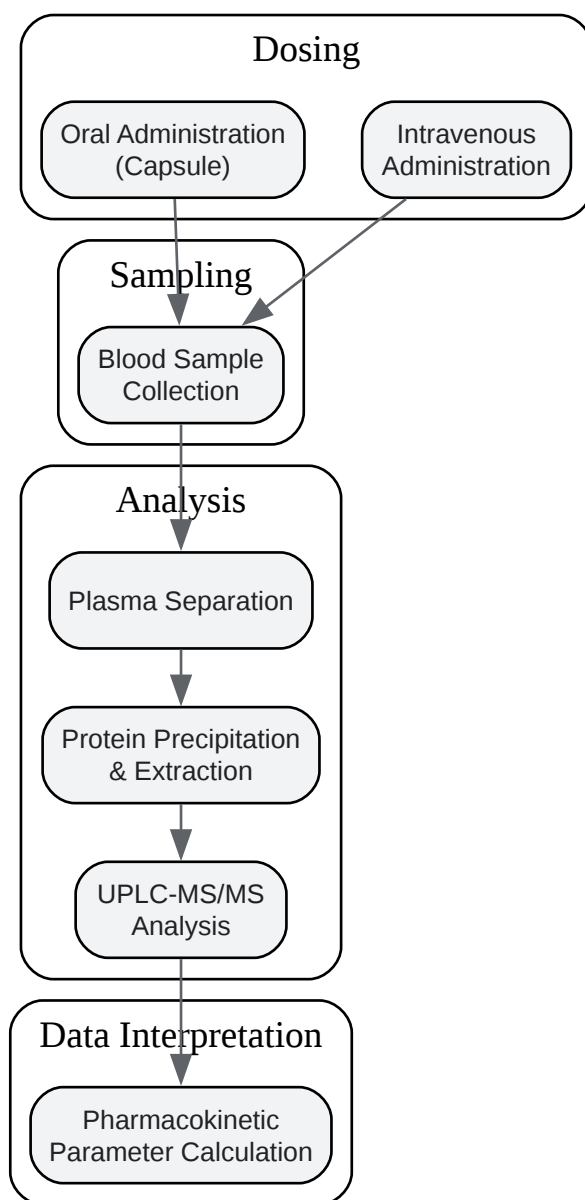 Dosing
Oral Administration
(Capsule)
Intravenous
Administration
Sampling
Blood Sample
Collection
Analysis
Plasma Separation
Protein Precipitation
& Extraction
UPLC-MS/MS
Analysis
Data Interpretation
Pharmacokinetic
Parameter Calculation